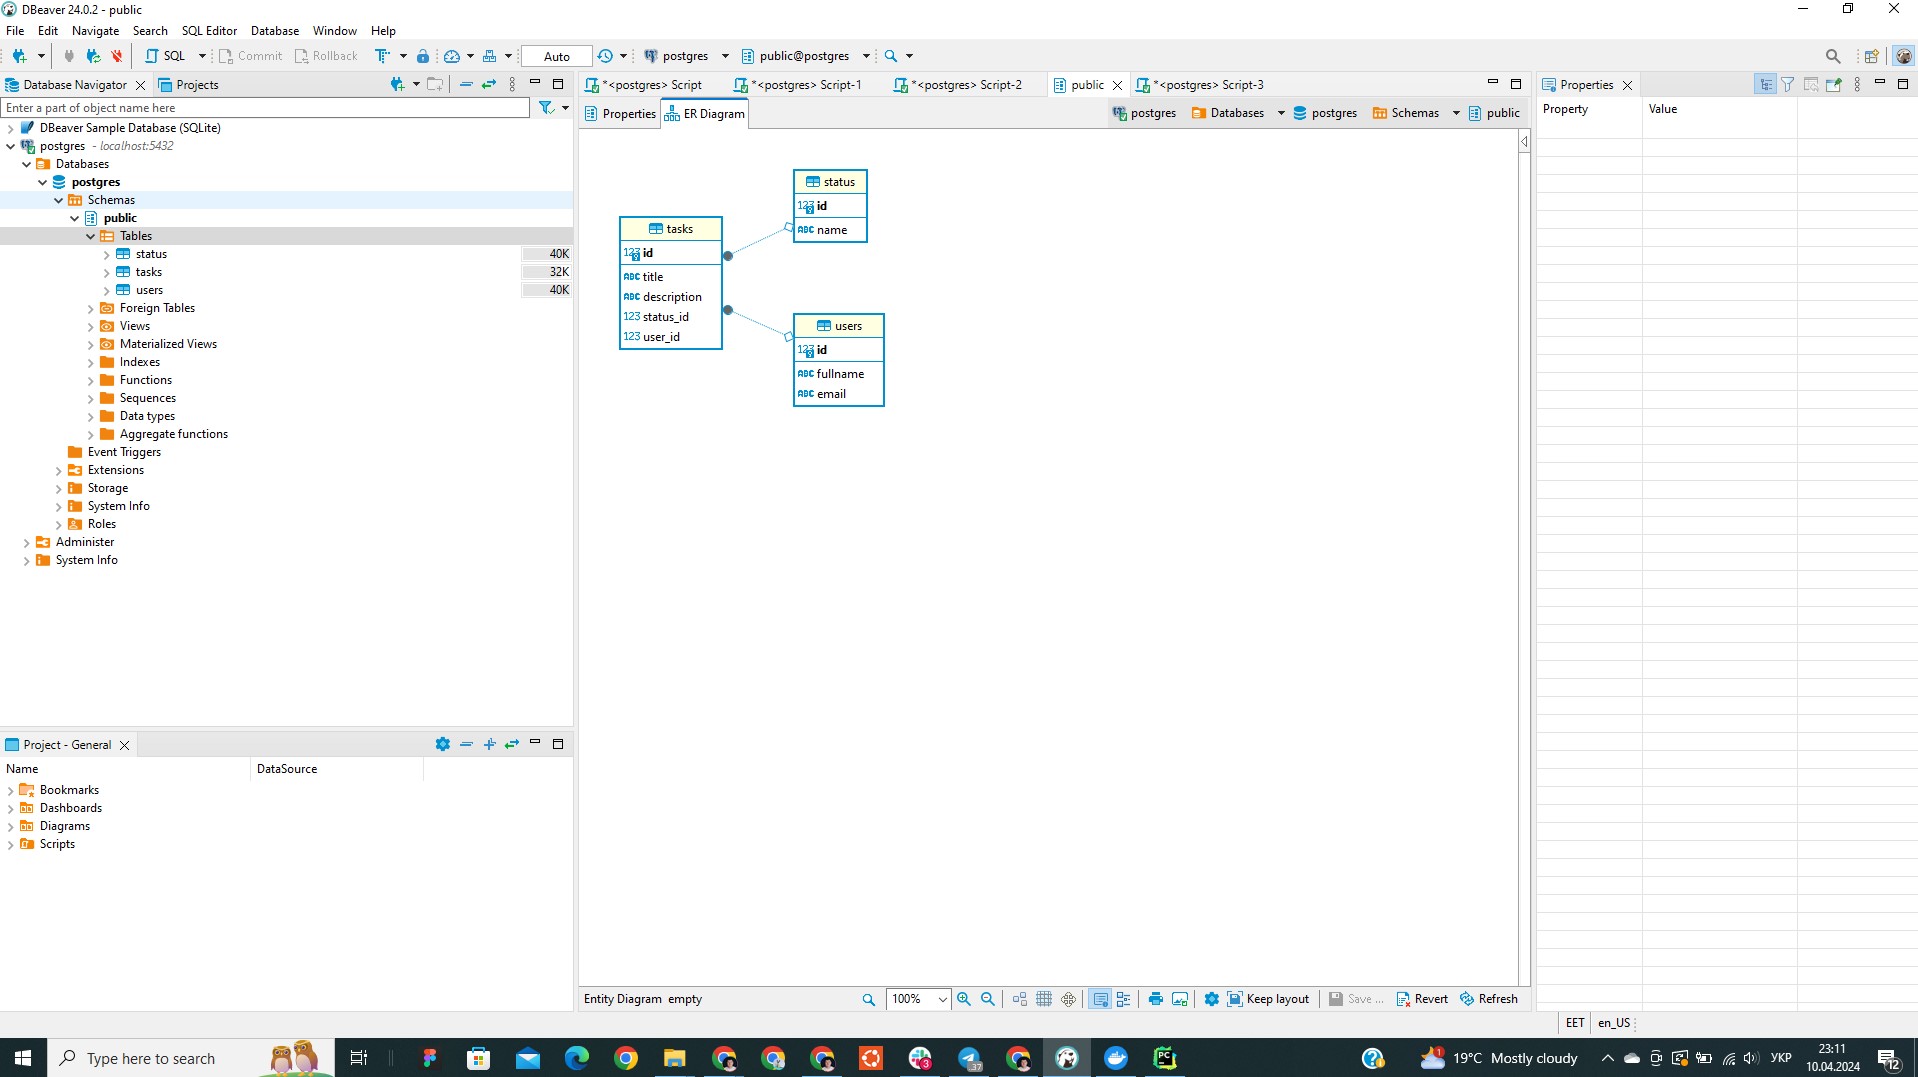 DBeaver 24.0.2 - public
File Edit Navigate Search SQL Editor Database Window Help
SQL Commit Rollback Auto postgres public@postgres
Database Navigator Projects
Enter a part of object name here
DBeaver Sample Database (SQLite)
postgres - localhost:5432
Databases
postgres
Schemas
public
Tables
status 40K
tasks 32K
users 40K
Foreign Tables
Views
Materialized Views
Indexes
Functions
Sequences
Data types
Aggregate functions
Event Triggers
Extensions
Storage
System Info
Roles
Administer
System Info
Project - General
Name DataSource
Bookmarks
Dashboards
Diagrams
Scripts
*<postgres> Script *<postgres> Script-1 *<postgres> Script-2 public *<postgres> Script-3
Properties ER Diagram postgres Databases postgres Schemas public
tasks
123 id
ABC title
ABC description
123 status_id
123 user_id
status
123 id
ABC name
users
123 id
ABC fullname
ABC email
Entity Diagram empty 100% Keep layout Save ... Revert Refresh
Properties
Property Value
EET en_US
Type here to search
3
37
PC
1
19°C Mostly cloudy
УКР
23:11
10.04.2024
12